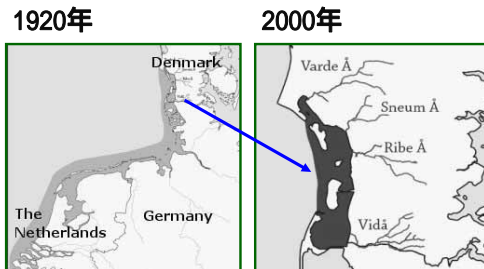 1920年
2000年
Denmark
The
Netherlands
Germany
Varde Å
Sneum Å
Ribe Å
Vidå